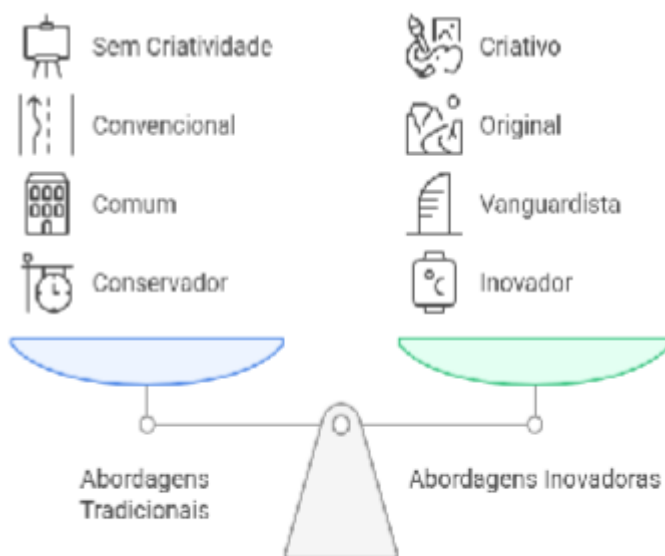 Sem Criatividade
Convencional
Comum
Conservador
Criativo
Original
Vanguardista
Inovador
Abordagens
Tradicionais
Abordagens Inovadoras